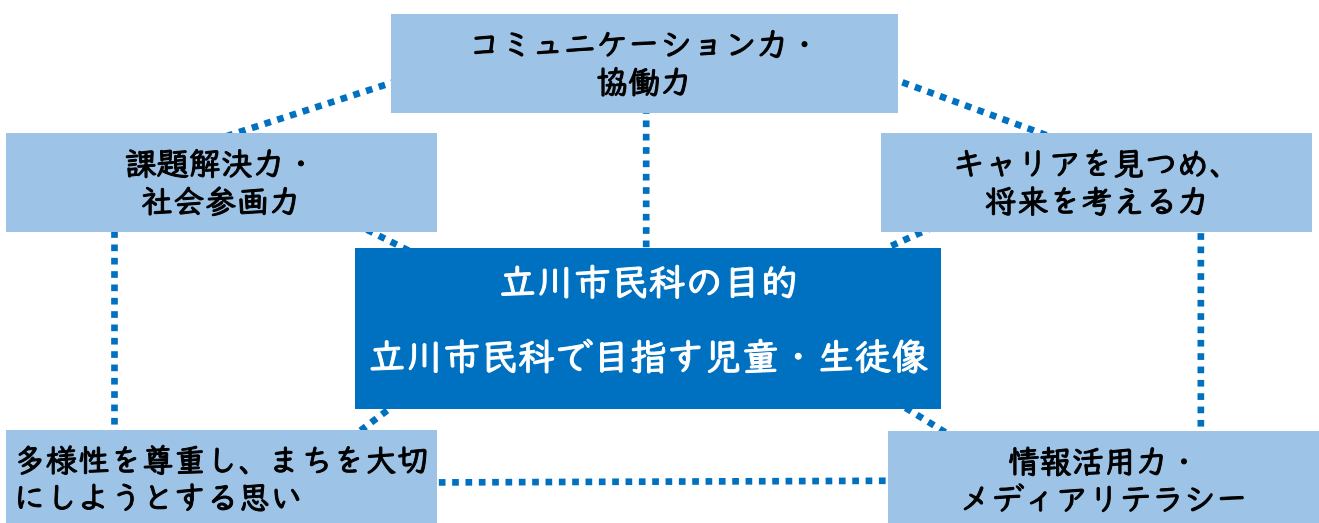 コミュニケーション力・
協働力
課題解決力・
社会参画力
キャリアを見つめ、
将来を考える力
立川市民科の目的
立川市民科で目指す児童・生徒像
多様性を尊重し、まちを大切
にしようとする思い
情報活用力・
メディアリテラシー